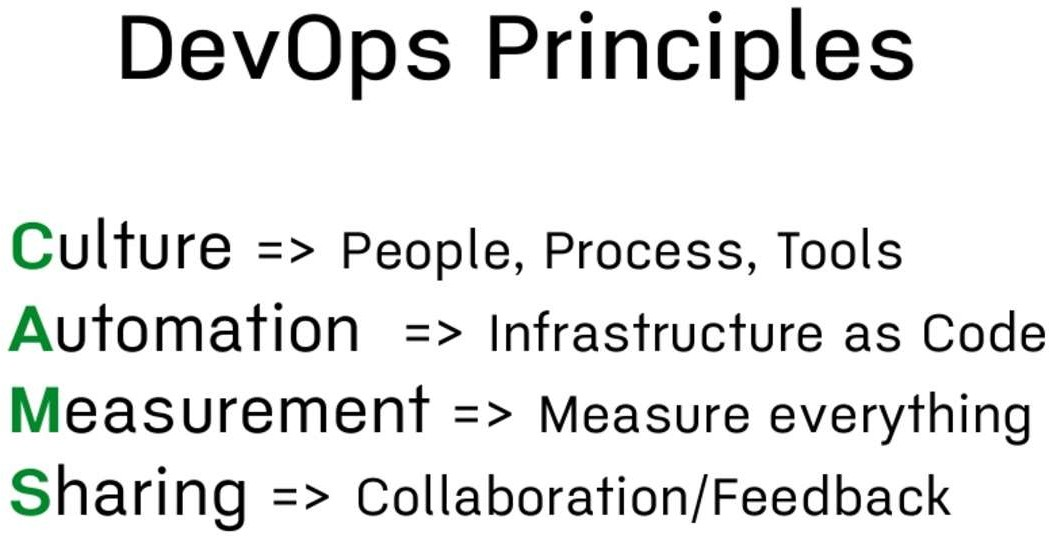 DevOps Principles
Culture => People, Process, Tools
Automation => Infrastructure as Code
Measurement => Measure everything
Sharing => Collaboration/Feedback